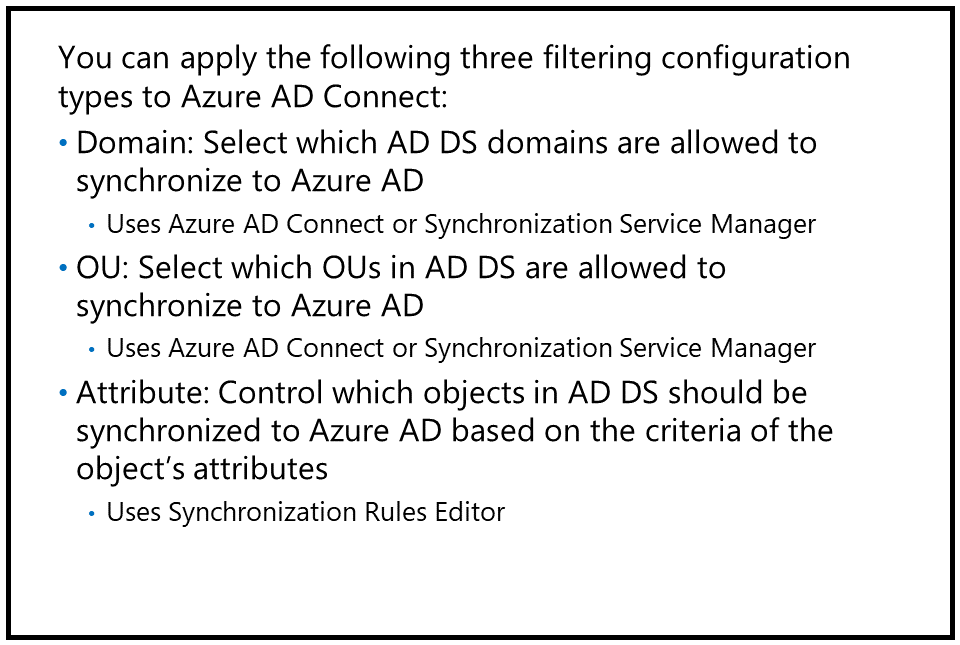 You can apply the following three filtering configuration
types to Azure AD Connect:
• Domain: Select which AD DS domains are allowed to
synchronize to Azure AD
• Uses Azure AD Connect or Synchronization Service Manager
• OU: Select which OUs in AD DS are allowed to
synchronize to Azure AD
• Uses Azure AD Connect or Synchronization Service Manager
• Attribute: Control which objects in AD DS should be
synchronized to Azure AD based on the criteria of the
object’s attributes
• Uses Synchronization Rules Editor